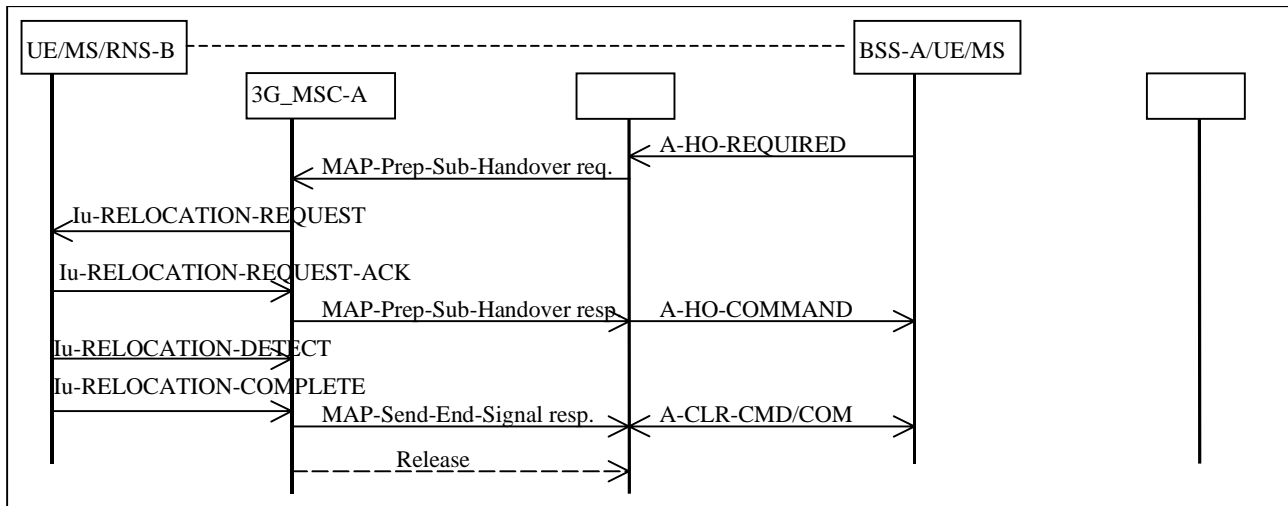 UE/MS/RNS-B
BSS-A/UE/MS
3G_MSC-A
A-HO-REQUIRED
MAP-Prep-Sub-Handover req.
Iu-RELOCATION-REQUEST
Iu-RELOCATION-REQUEST-ACK
MAP-Prep-Sub-Handover resp
A-HO-COMMAND
Iu-RELOCATION-DETECT
Iu-RELOCATION-COMPLETE
MAP-Send-End-Signal resp.
A-CLR-CMD/COM
Release